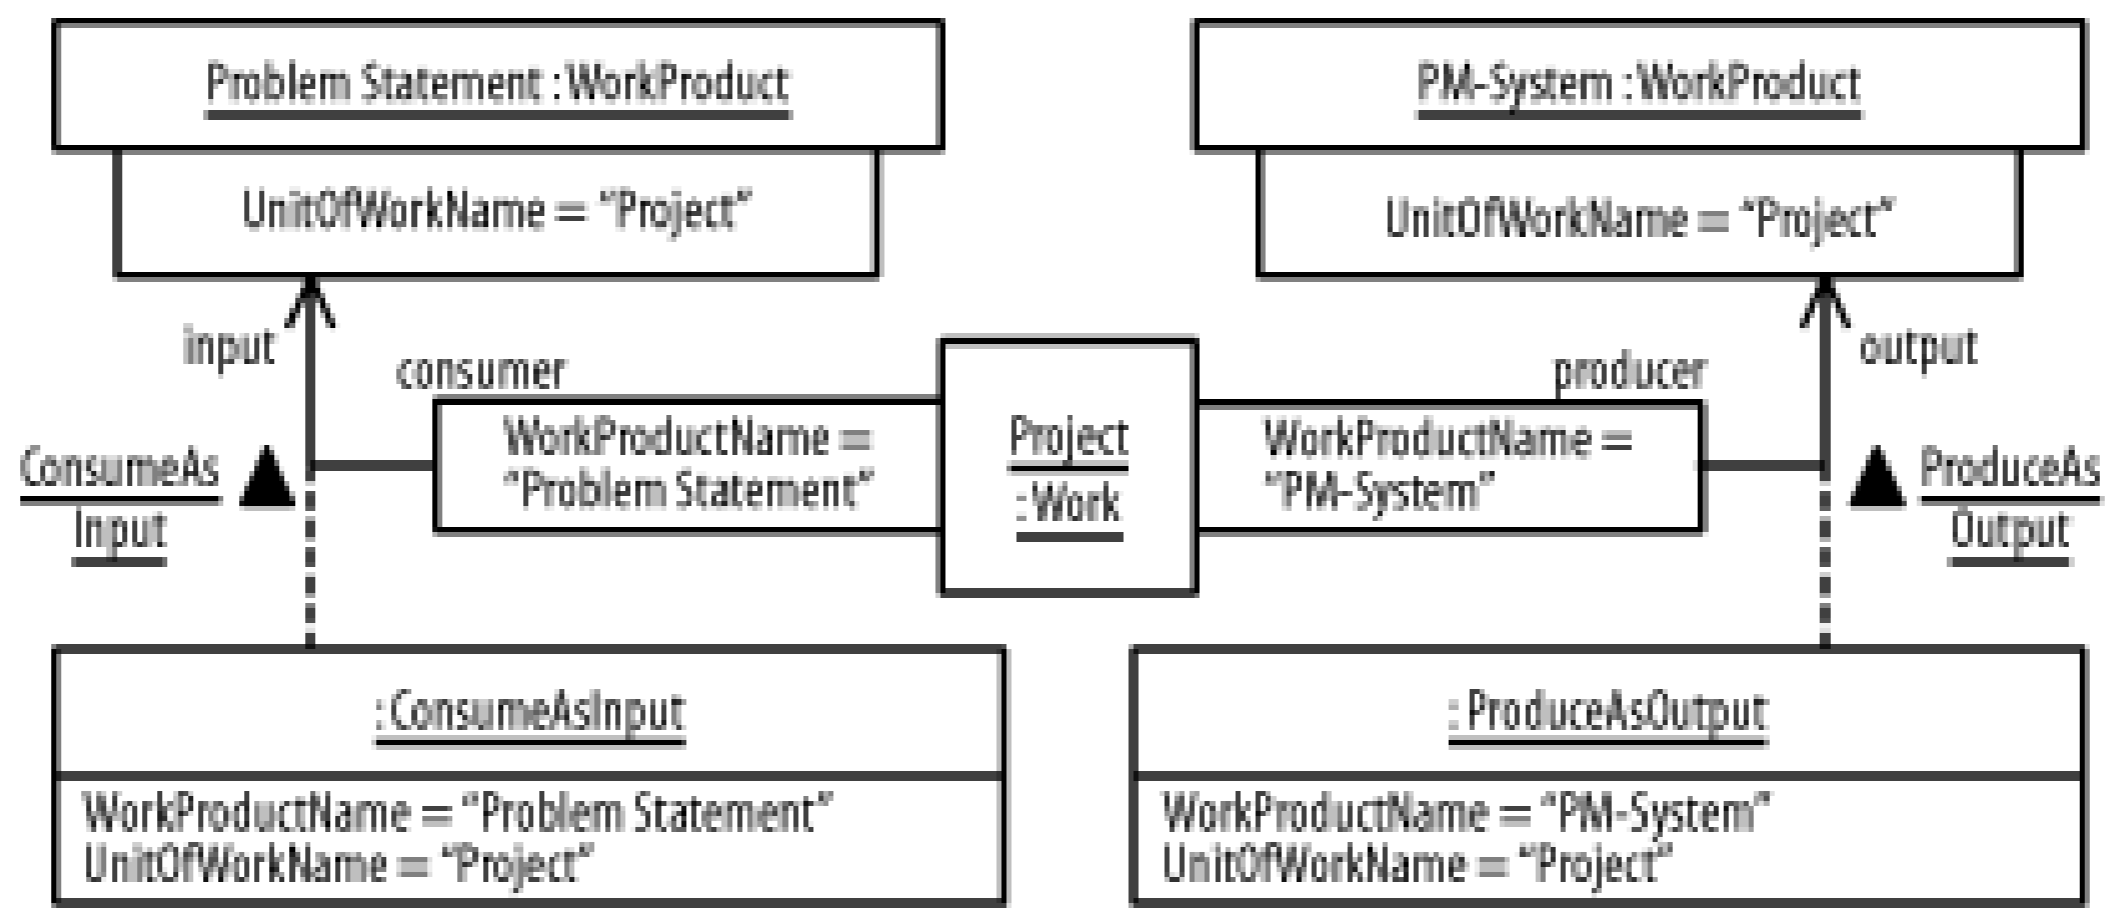 Problem Statement : WorkProduct
PM-System : WorkProduct
UnitOfWorkName = “Project”
UnitOfWorkName = “Project”
input
output
consumer
producer
WorkProductName =
“Problem Statement”
Project
: Work
WorkProductName =
“PM-System”
ConsumeAs
Input
ProduceAs
Output
: ConsumeAsInput
WorkProductName = “Problem Statement”
UnitOfWorkName = “Project”
: ProduceAsOutput
WorkProductName = “PM-System”
UnitOfWorkName = “Project”